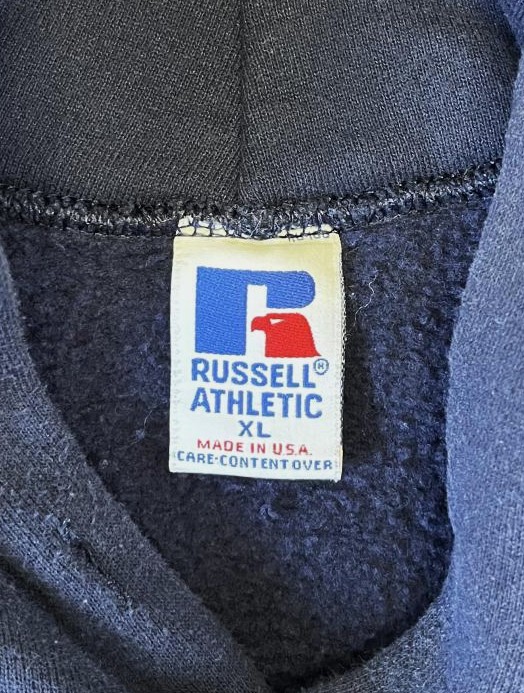 RUSSELL®
ATHLETIC
XL
MADE IN U.S.A.
CARE·CONTENT OVER